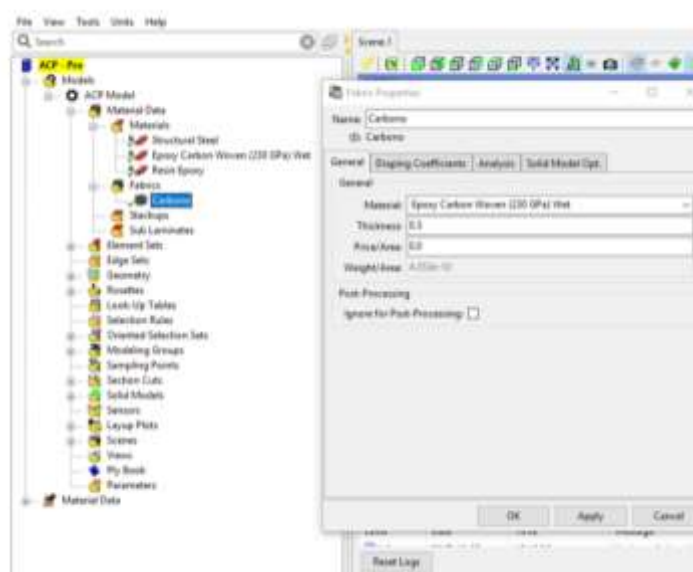 File View Tools Units Help
Search
ACP - Pre
Models
ACP Model
Material Data
Materials
Structural Steel
Epoxy Carbon Woven (230 GPa) Wet
Resin Epoxy
Fabrics
Carbono
Stackups
Sub Laminates
Element Sets
Edge Sets
Geometry
Rosettes
Look-Up Tables
Selection Rules
Oriented Selection Sets
Modeling Groups
Sampling Points
Section Cuts
Solid Models
Sensors
Layup Plots
Scenes
Views
My Book
Parameters
Material Data
Scene.1
Fabric Properties
Name: Carbono
ID: Carbono
General Draping Coefficients Analysis Solid Model Opt.
General
Material: Epoxy Carbon Woven (230 GPa) Wet
Thickness: 0.3
Price/Area: 0.0
Weight/Area:
Post-Processing
Ignore for Post-Processing:
OK Apply Cancel
Reset Logs